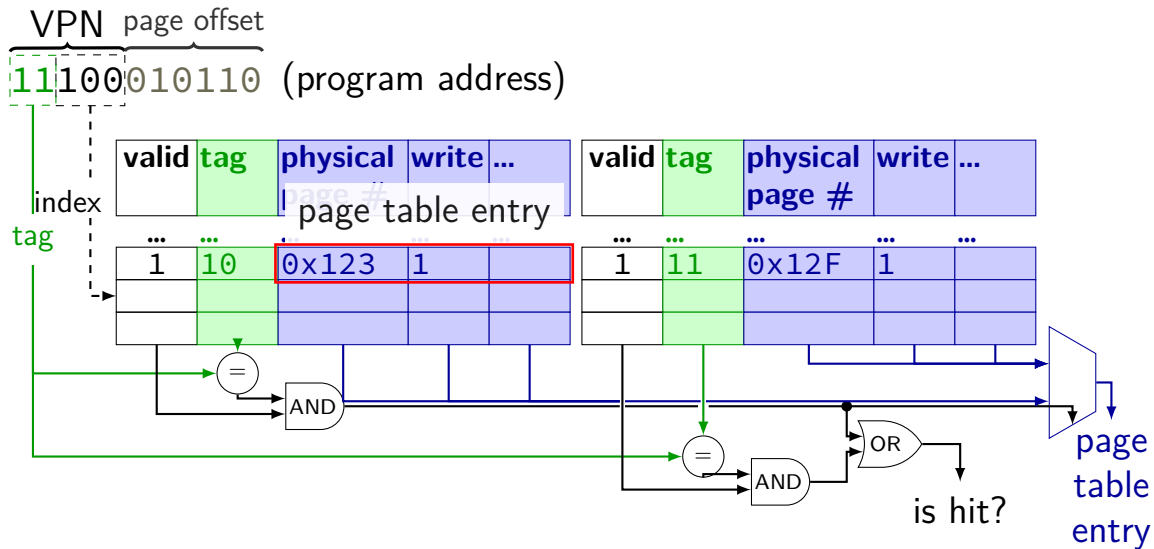 VPN page offset
11100010110 (program address)
valid tag physical write ... valid tag physical write ...
page # page #
index
page table entry
tag
... ... ... ... ... ... ... ...
1 10 0x123 1 1 11 0x12F 1
=
AND
OR
=
AND
page
table
entry
is hit?